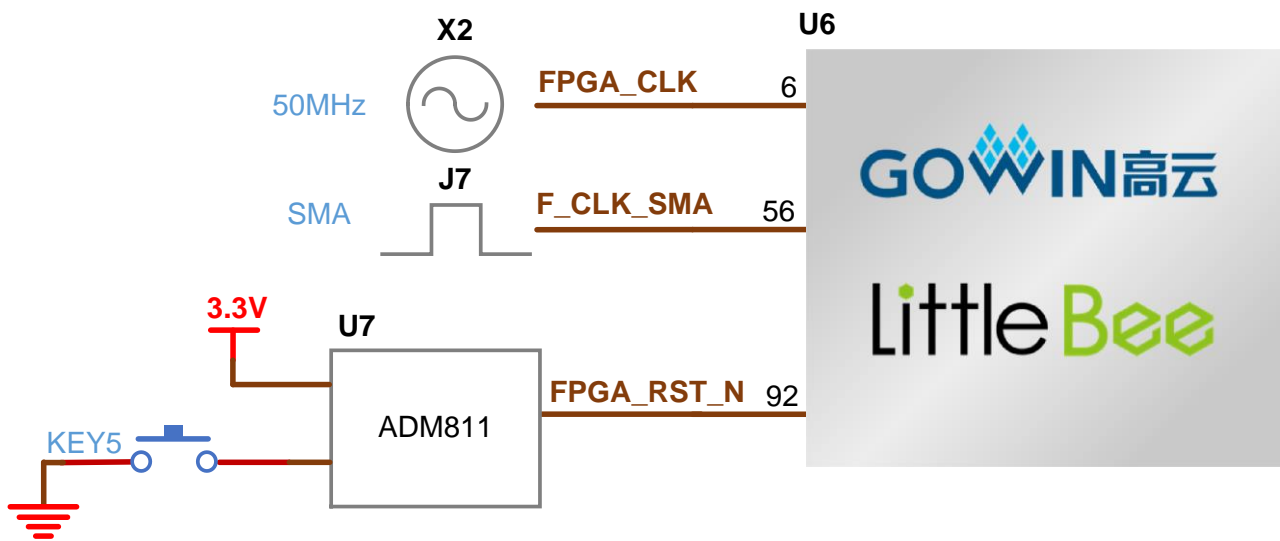 U6
X2
50MHz
FPGA_CLK
6
GOWIN高云
J7
SMA
F_CLK_SMA
56
LittleBee
3.3V
U7
FPGA_RST_N
92
ADM811
KEY5